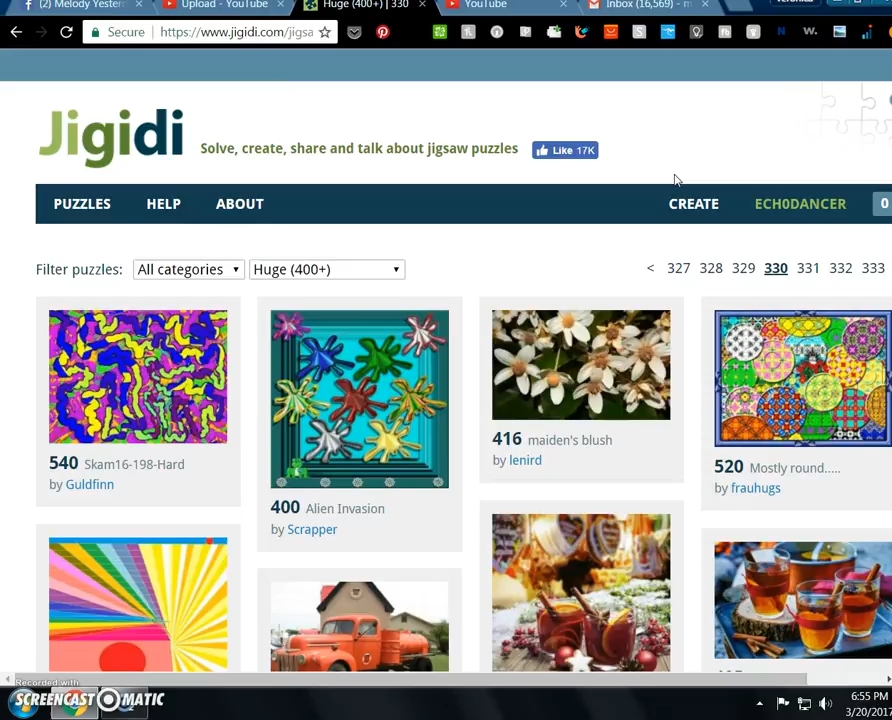 (2) Melody Yester
Upload - YouTube
Huge (400+) | 330
YouTube
Inbox (16,569) -
Secure
https://www.jigidi.com/jigsa
Jigidi
Solve, create, share and talk about jigsaw puzzles
Like 17K
PUZZLES HELP ABOUT CREATE ECH0DANCER 0
Filter puzzles: All categories Huge (400+) < 327 328 329 330 331 332 333
540 Skam16-198-Hard
by Guldfinn
400 Alien Invasion
by Scrapper
416 maiden's blush
by lenird
520 Mostly round.....
by frauhugs
Recorded with
SCREENCAST MATIC
6:55 PM
3/20/2017